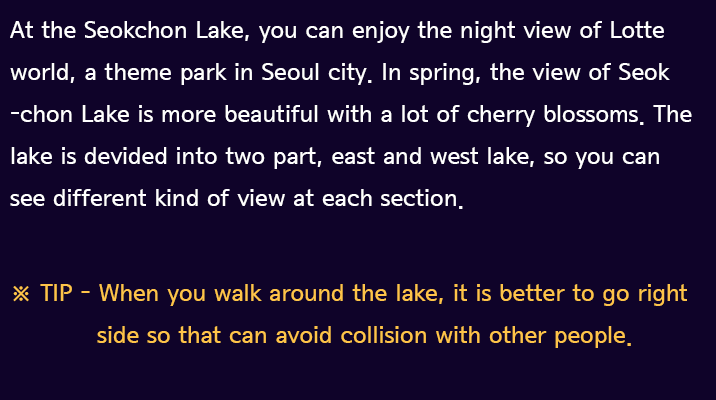 At the Seokchon Lake, you can enjoy the night view of Lotte
world, a theme park in Seoul city. In spring, the view of Seok
-chon Lake is more beautiful with a lot of cherry blossoms. The
lake is devided into two part, east and west lake, so you can
see different kind of view at each section.
※ TIP - When you walk around the lake, it is better to go right
side so that can avoid collision with other people.